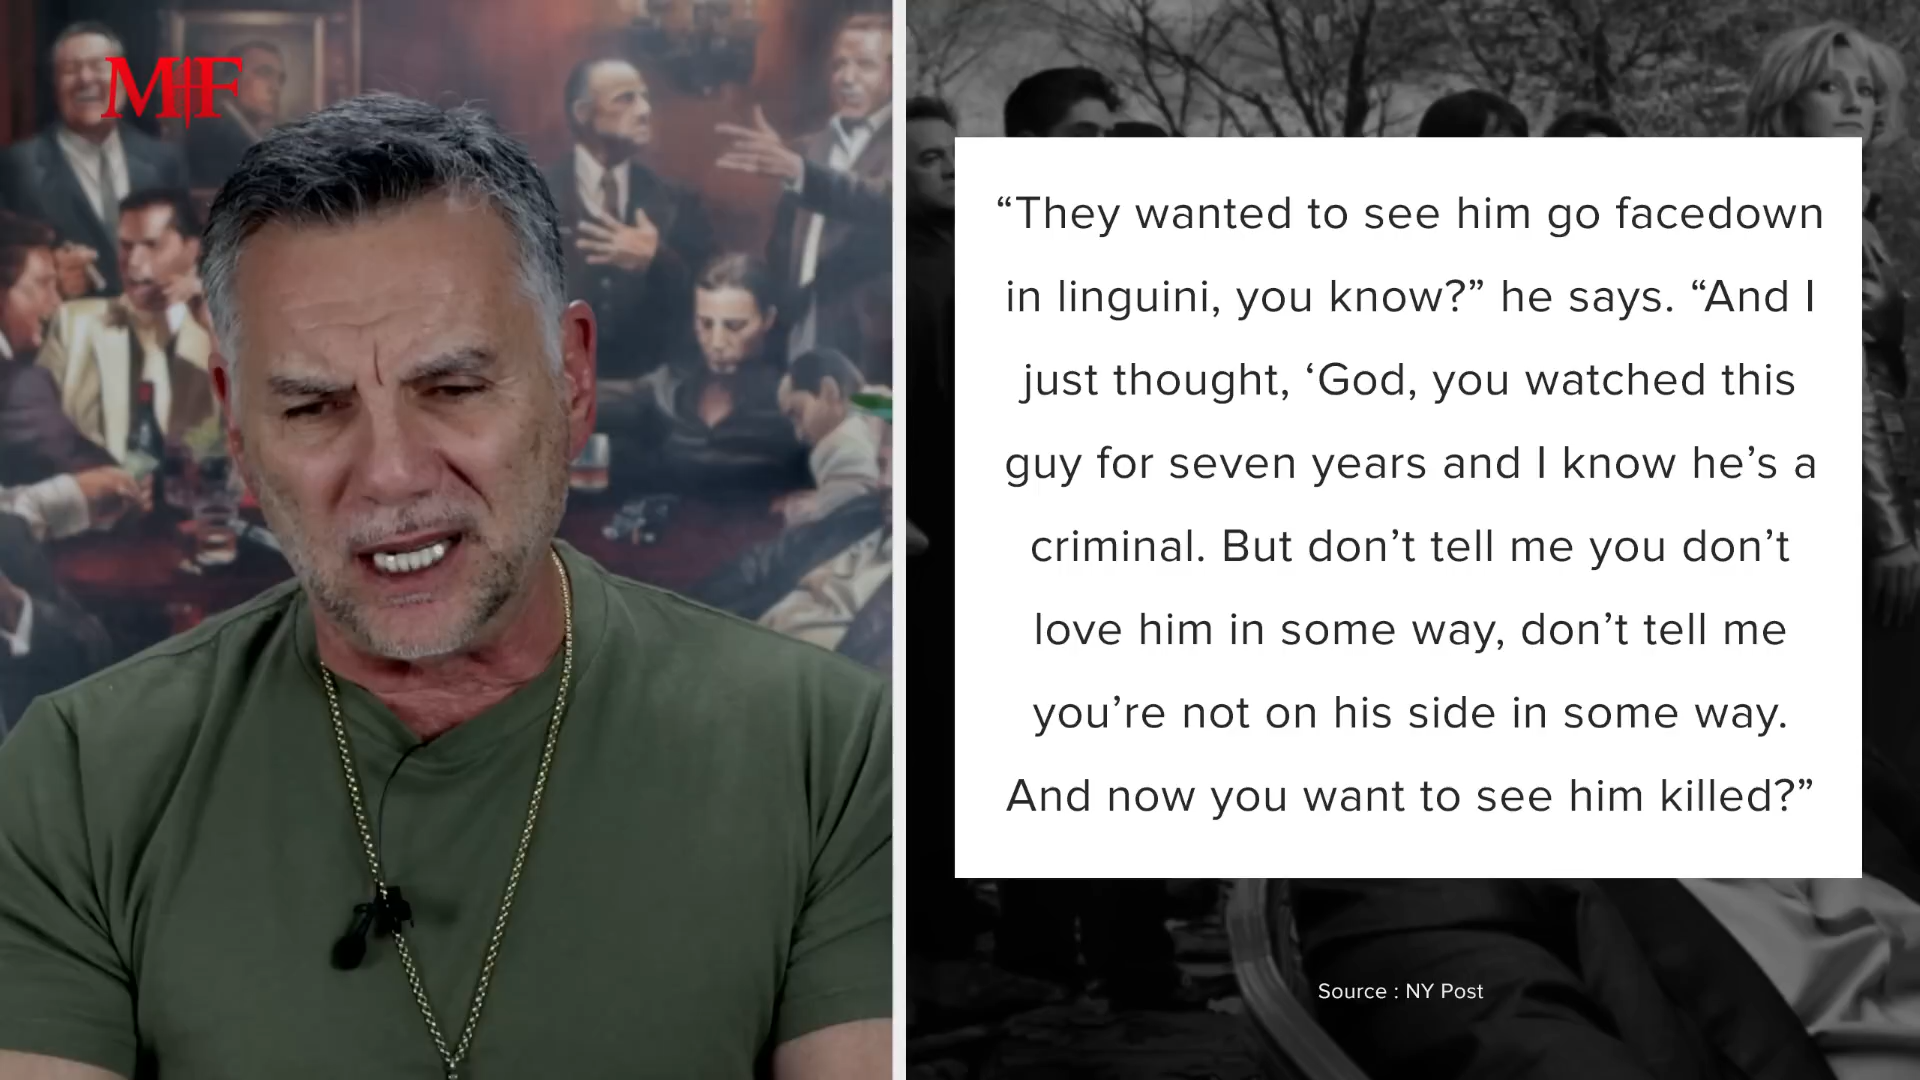 M|F
“They wanted to see him go facedown
in linguini, you know?” he says. “And I
just thought, ‘God, you watched this
guy for seven years and I know he’s a
criminal. But don’t tell me you don’t
love him in some way, don’t tell me
you’re not on his side in some way.
And now you want to see him killed?”
Source : NY Post